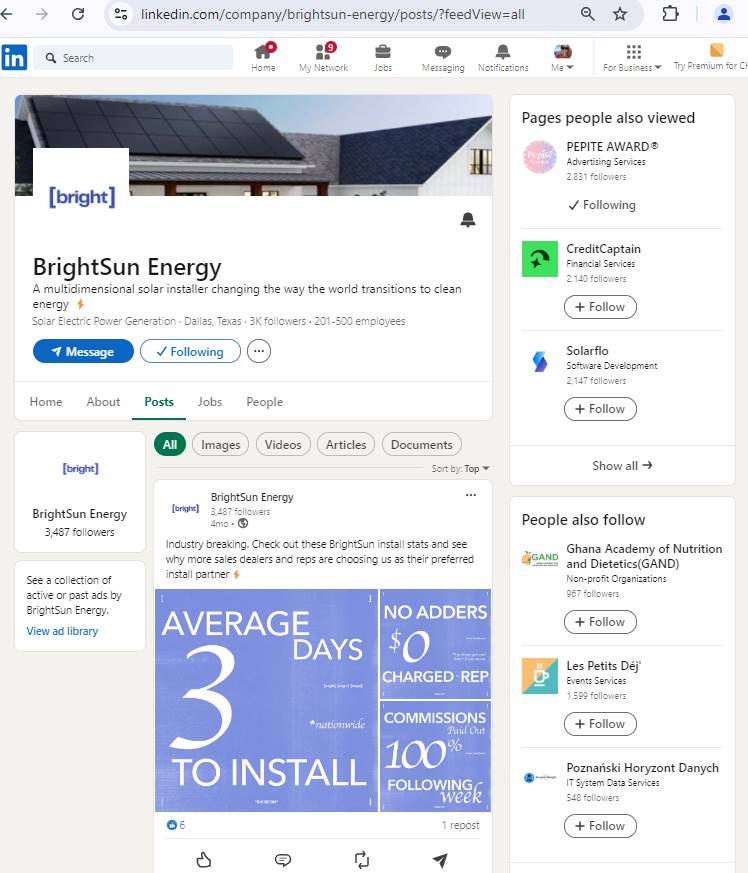 linkedin.com/company/brightsun-energy/posts/?feedView=all
in
Search
Home
9
My Network
Jobs
Messaging
Notifications
Me
For Business
Try Premium for
[bright]
BrightSun Energy
A multidimensional solar installer changing the way the world transitions to clean
energy ⚡
Solar Electric Power Generation · Dallas, Texas · 3K followers · 201-500 employees
Message
Following
Home
About
Posts
Jobs
People
[bright]
BrightSun Energy
3,487 followers
See a collection of
active or past ads by
BrightSun Energy.
View ad library
All
Images
Videos
Articles
Documents
Sort by: Top
[bright]
BrightSun Energy
3,487 followers
4mo •
Industry breaking. Check out these BrightSun install stats and see
why more sales dealers and reps are choosing us as their preferred
install partner ⚡
AVERAGE
DAYS
3
[bright] [bright] [bright]
*nationwide
TO INSTALL
NO ADDERS
$0
CHARGED REP
COMMISSIONS
Paid Out
100%
FOLLOWING
week
6
1 repost
Pages people also viewed
Pepite
PEPITE AWARD®
Advertising Services
2,831 followers
Following
CreditCaptain
Financial Services
2,140 followers
+ Follow
Solarflo
Software Development
2,147 followers
+ Follow
Show all →
People also follow
GAND
Ghana Academy of Nutrition
and Dietetics(GAND)
Non-profit Organizations
967 followers
+ Follow
Les Petits Déj'
Events Services
1,599 followers
+ Follow
Poznański Horyzont Danych
IT System Data Services
548 followers
+ Follow